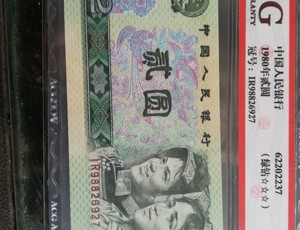 中国人民银行
1980年贰圆
冠号：IR98826927
62202237
（绿钻☆☆☆）
中国人民银行
贰圆
IR98826927